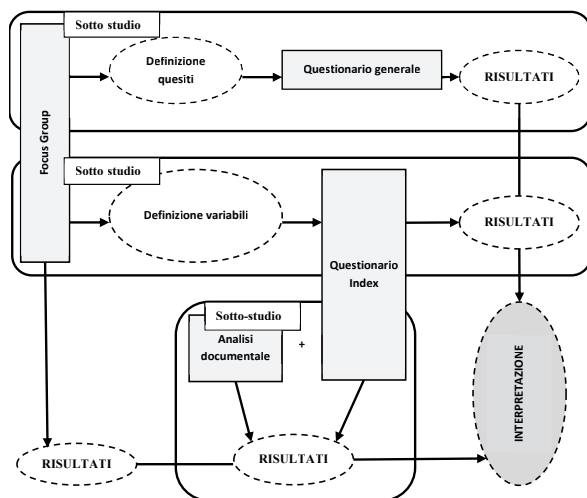 Sotto studio
Focus Group
Definizione
quesiti
Questionario generale
RISULTATI
Sotto studio
Definizione variabili
Questionario
Index
RISULTATI
Sotto-studio
Analisi
documentale
+
INTERPRETAZIONE
RISULTATI
RISULTATI